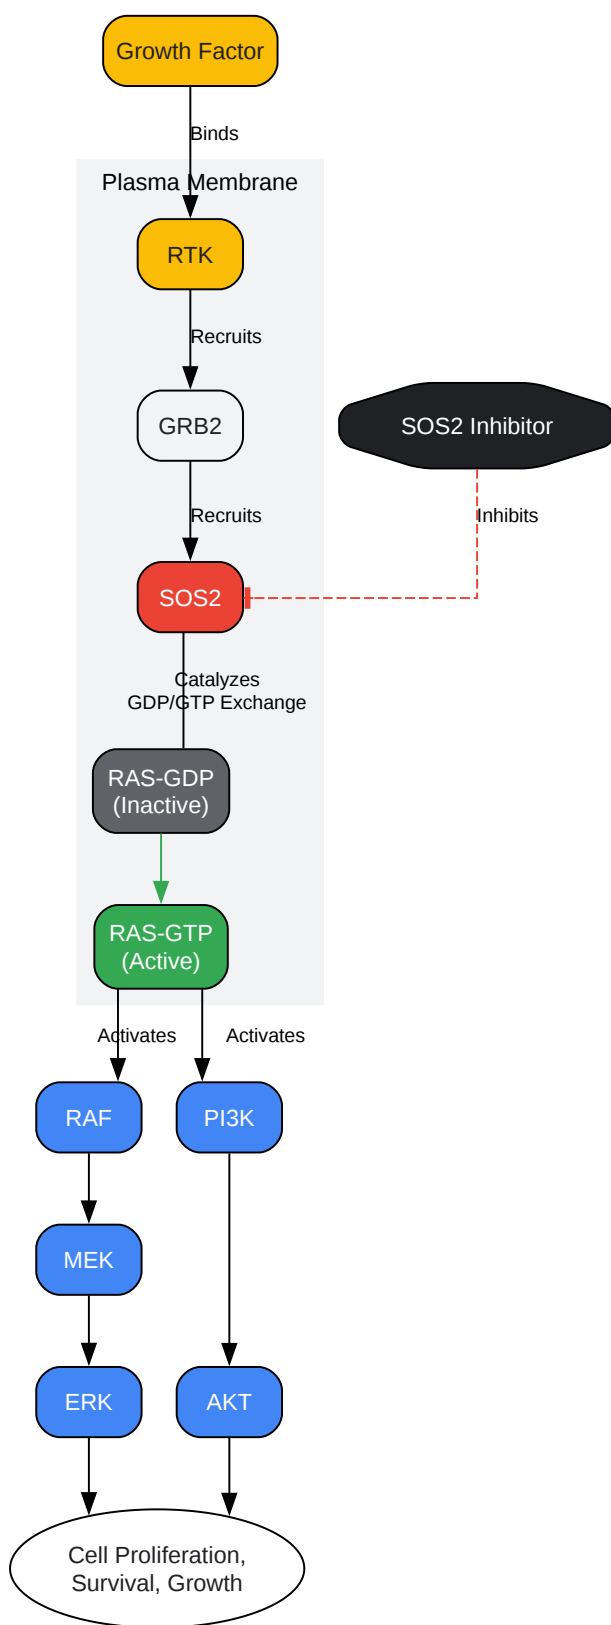 Growth Factor
Binds
Plasma Membrane
RTK
Recruits
GRB2
SOS2 Inhibitor
Recruits
Inhibits
SOS2
Catalyzes
GDP/GTP Exchange
RAS-GDP
(Inactive)
RAS-GTP
(Active)
Activates
Activates
RAF
PI3K
MEK
ERK
AKT
Cell Proliferation,
Survival, Growth